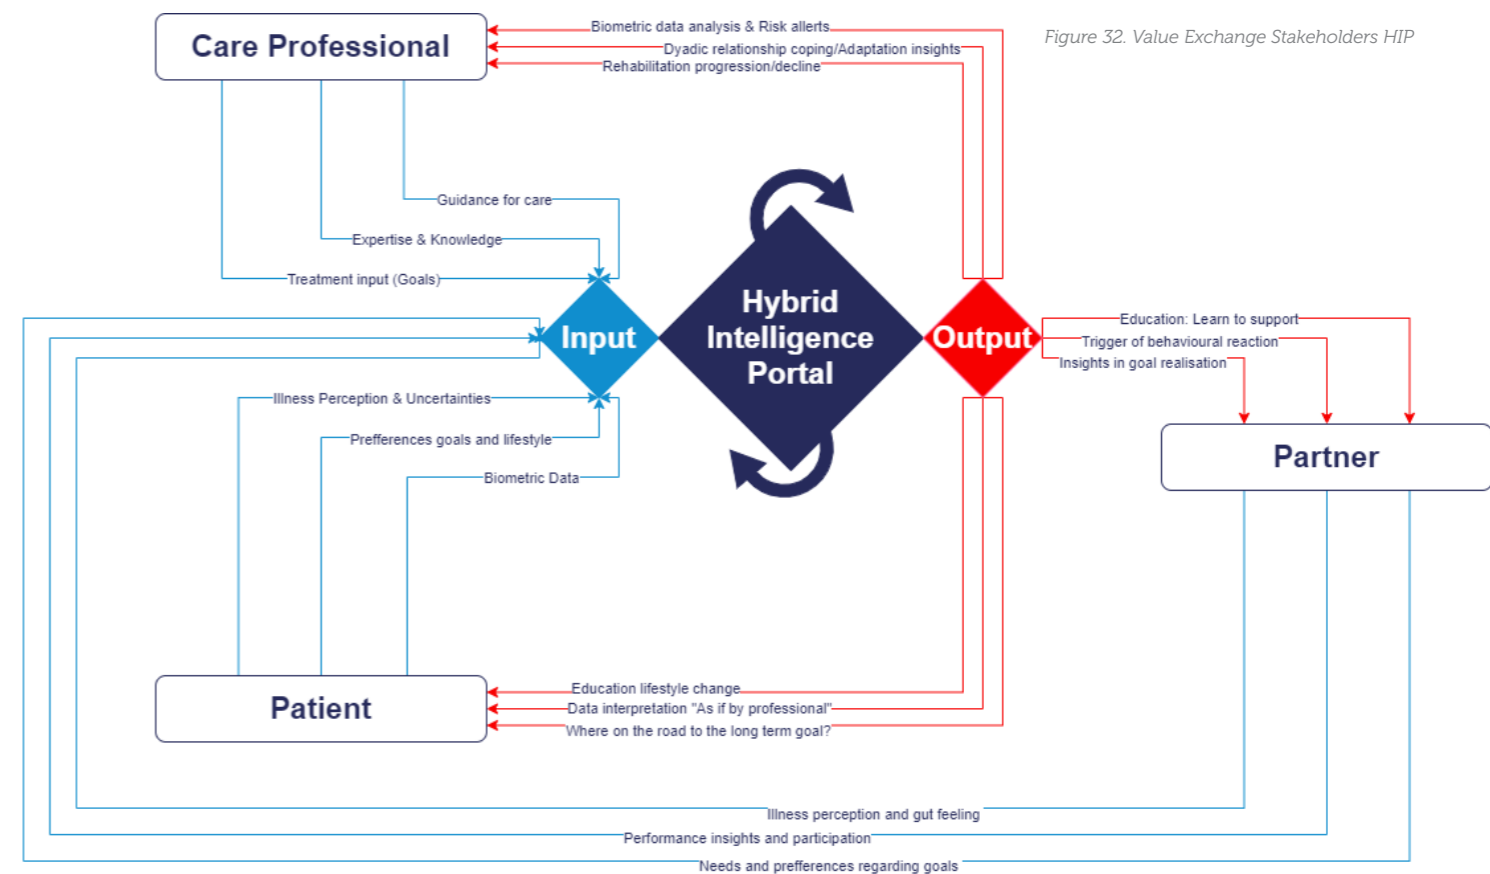 Care Professional
Biometric data analysis & Risk allerts
Dyadic relationship coping/Adaptation insights
Rehabilitation progression/decline
Figure 32. Value Exchange Stakeholders HIP
Guidance for care
Expertise & Knowledge
Treatment input (Goals)
Input
Hybrid
Intelligence
Portal
Output
Education: Learn to support
Trigger of behavioural reaction
Insights in goal realisation
Illness Perception & Uncertainties
Prefferences goals and lifestyle
Biometric Data
Partner
Patient
Education lifestyle change
Data interpretation "As if by professional"
Where on the road to the long term goal?
Illness perception and gut feeling
Performance insights and participation
Needs and prefferences regarding goals